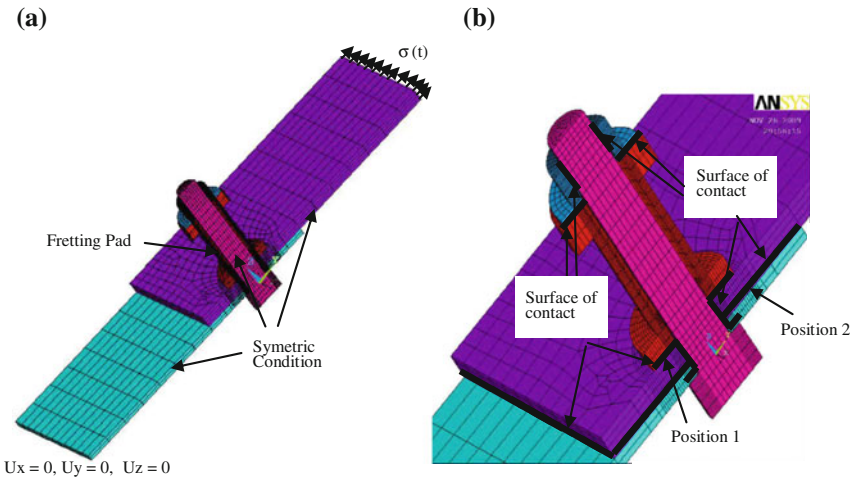 (a)
σ (t)
Fretting Pad
Symetric
Condition
Ux = 0, Uy = 0, Uz = 0
(b)
ANSYS
Surface of
contact
Surface of
contact
Position 2
Position 1